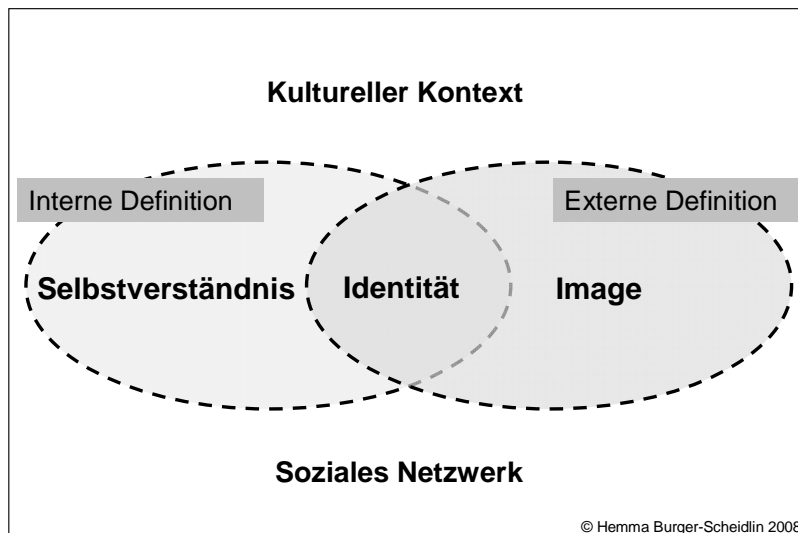 Kultureller Kontext
Interne Definition
Externe Definition
Selbstverständnis
Identität
Image
Soziales Netzwerk
© Hemma Burger-Scheidlin 2008